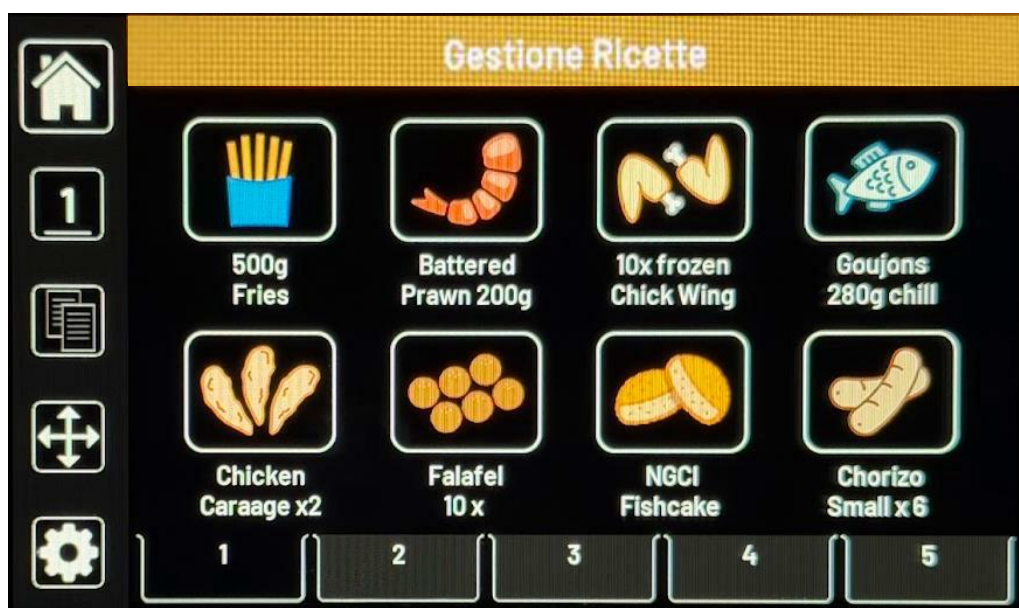 Gestione Ricette
1
500g
Fries
Battered
Prawn 200g
10x frozen
Chick Wing
Goujons
280g chill
Chicken
Caraage x2
Falafel
10 x
NGCI
Fishcake
Chorizo
Small x 6
1
2
3
4
5